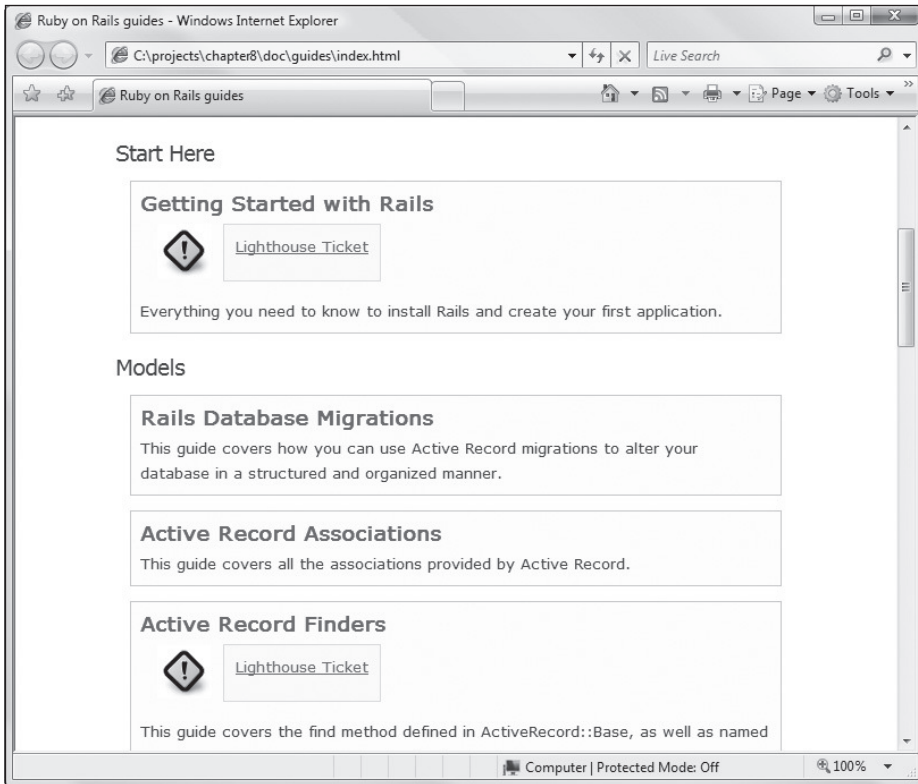 Ruby on Rails guides - Windows Internet Explorer
C:\projects\chapter8\doc\guides\index.html
Live Search
Ruby on Rails guides
Page
Tools
»
Start Here
Getting Started with Rails
Lighthouse Ticket
Everything you need to know to install Rails and create your first application.
Models
Rails Database Migrations
This guide covers how you can use Active Record migrations to alter your
database in a structured and organized manner.
Active Record Associations
This guide covers all the associations provided by Active Record.
Active Record Finders
Lighthouse Ticket
This guide covers the find method defined in ActiveRecord::Base, as well as named
Computer | Protected Mode: Off
100%